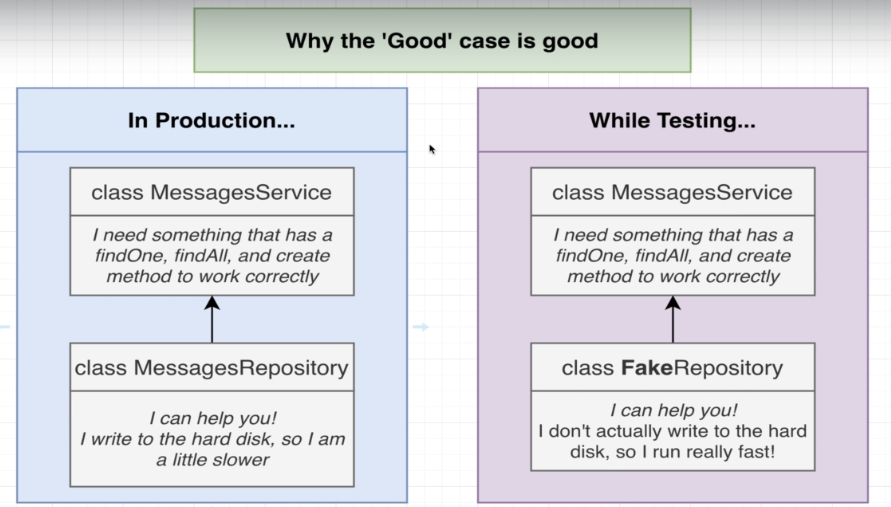 Why the 'Good' case is good
In Production...
class MessagesService
I need something that has a
findOne, findAll, and create
method to work correctly
class MessagesRepository
I can help you!
I write to the hard disk, so I am
a little slower
While Testing...
class MessagesService
I need something that has a
findOne, findAll, and create
method to work correctly
class FakeRepository
I can help you!
I don't actually write to the hard
disk, so I run really fast!